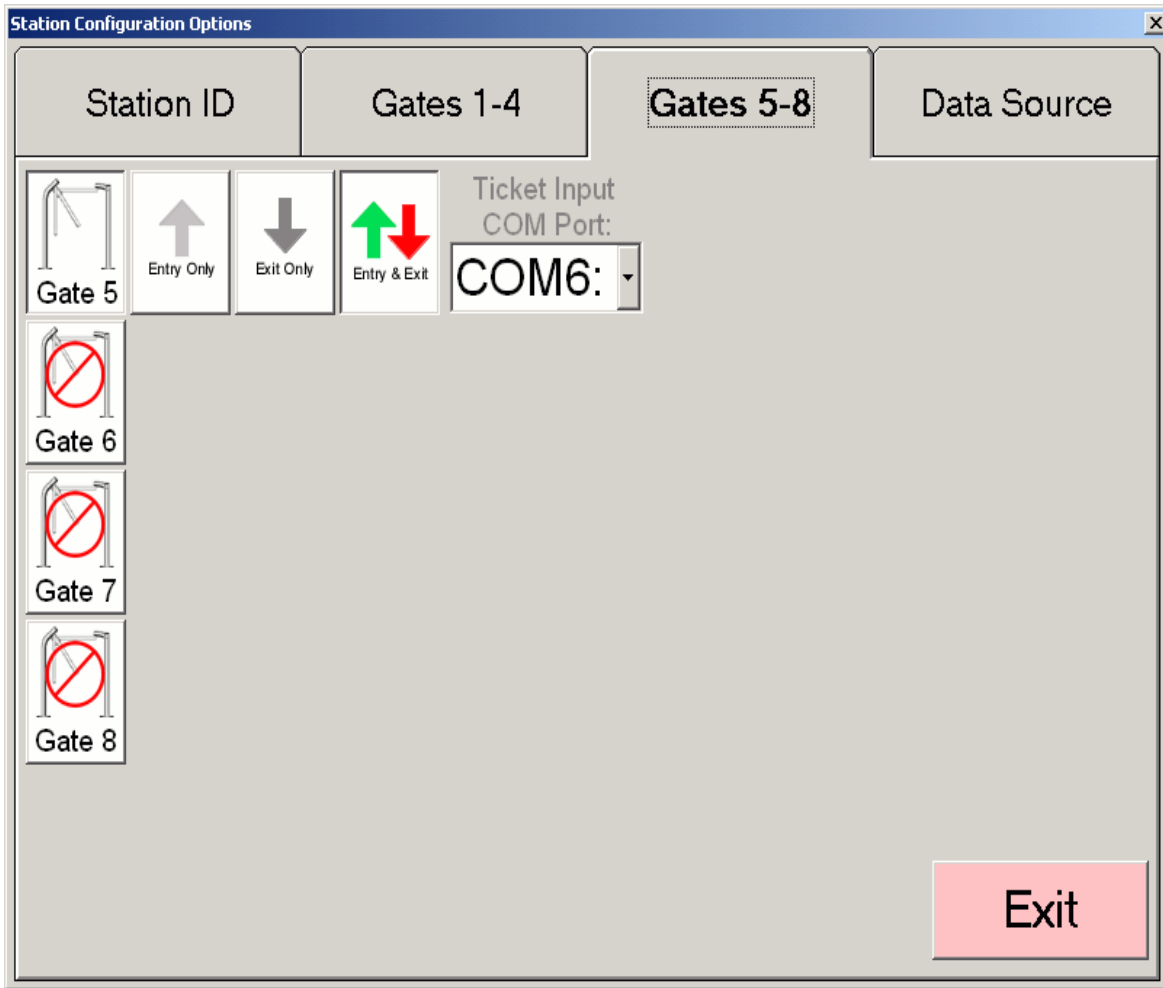 Station Configuration Options
Station ID
Gates 1-4
Gates 5-8
Data Source
Gate 5
Entry Only
Exit Only
Entry & Exit
Ticket Input
COM Port:
COM6:
Gate 6
Gate 7
Gate 8
Exit